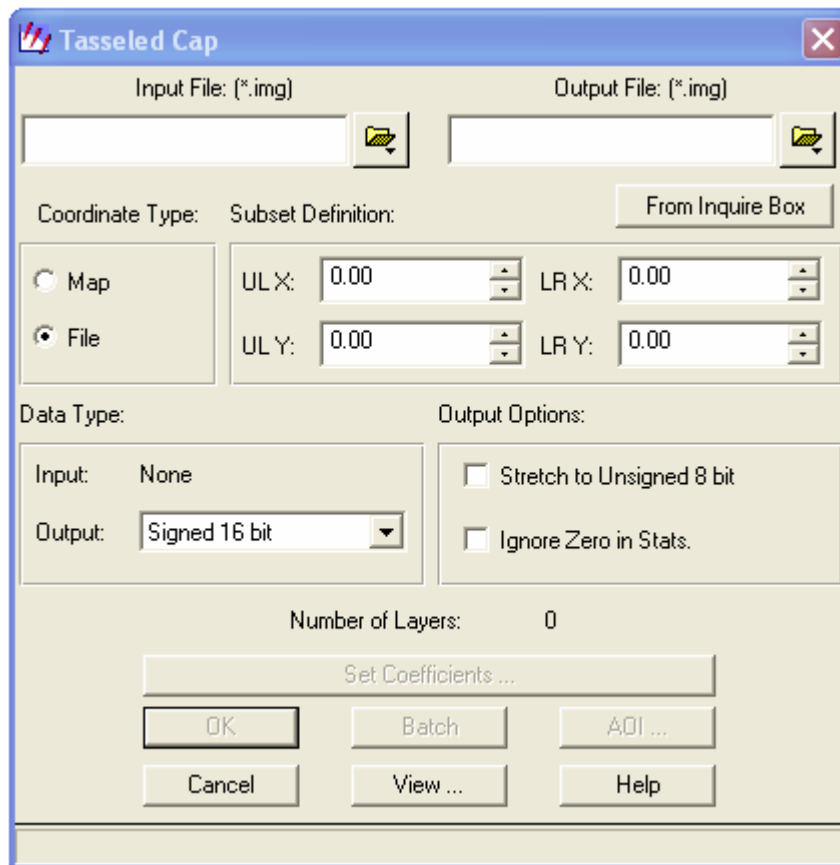 Tasseled Cap
Input File: (*.img)
Output File: (*.img)
From Inquire Box
Coordinate Type:
Subset Definition:
Map
File
UL X:
0.00
LR X:
0.00
UL Y:
0.00
LR Y:
0.00
Data Type:
Output Options:
Input:
None
Output:
Signed 16 bit
Stretch to Unsigned 8 bit
Ignore Zero in Stats.
Number of Layers:
0
Set Coefficients ...
OK
Batch
AOI ...
Cancel
View ...
Help